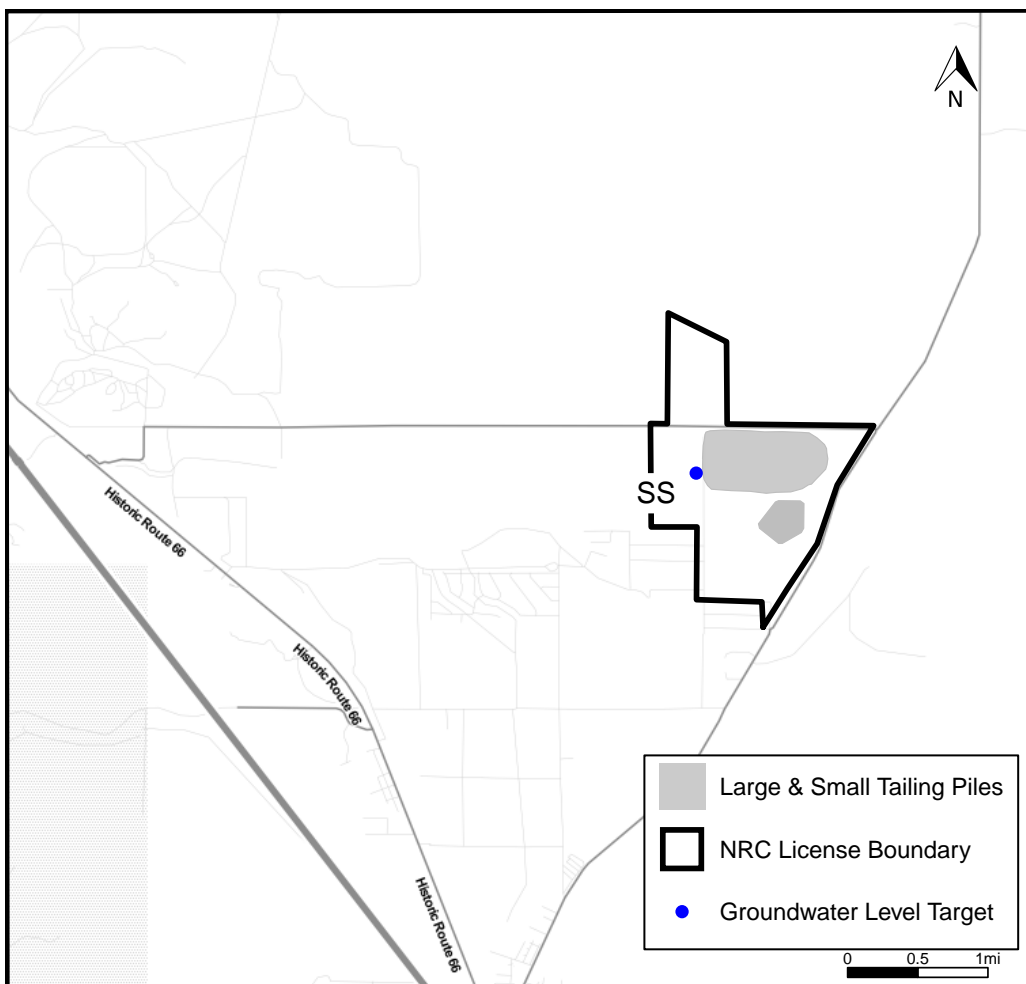 N
SS
Historic Route 66
Historic Route 66
Historic Route 66
Large & Small Tailing Piles
NRC License Boundary
Groundwater Level Target
0 0.5 1mi